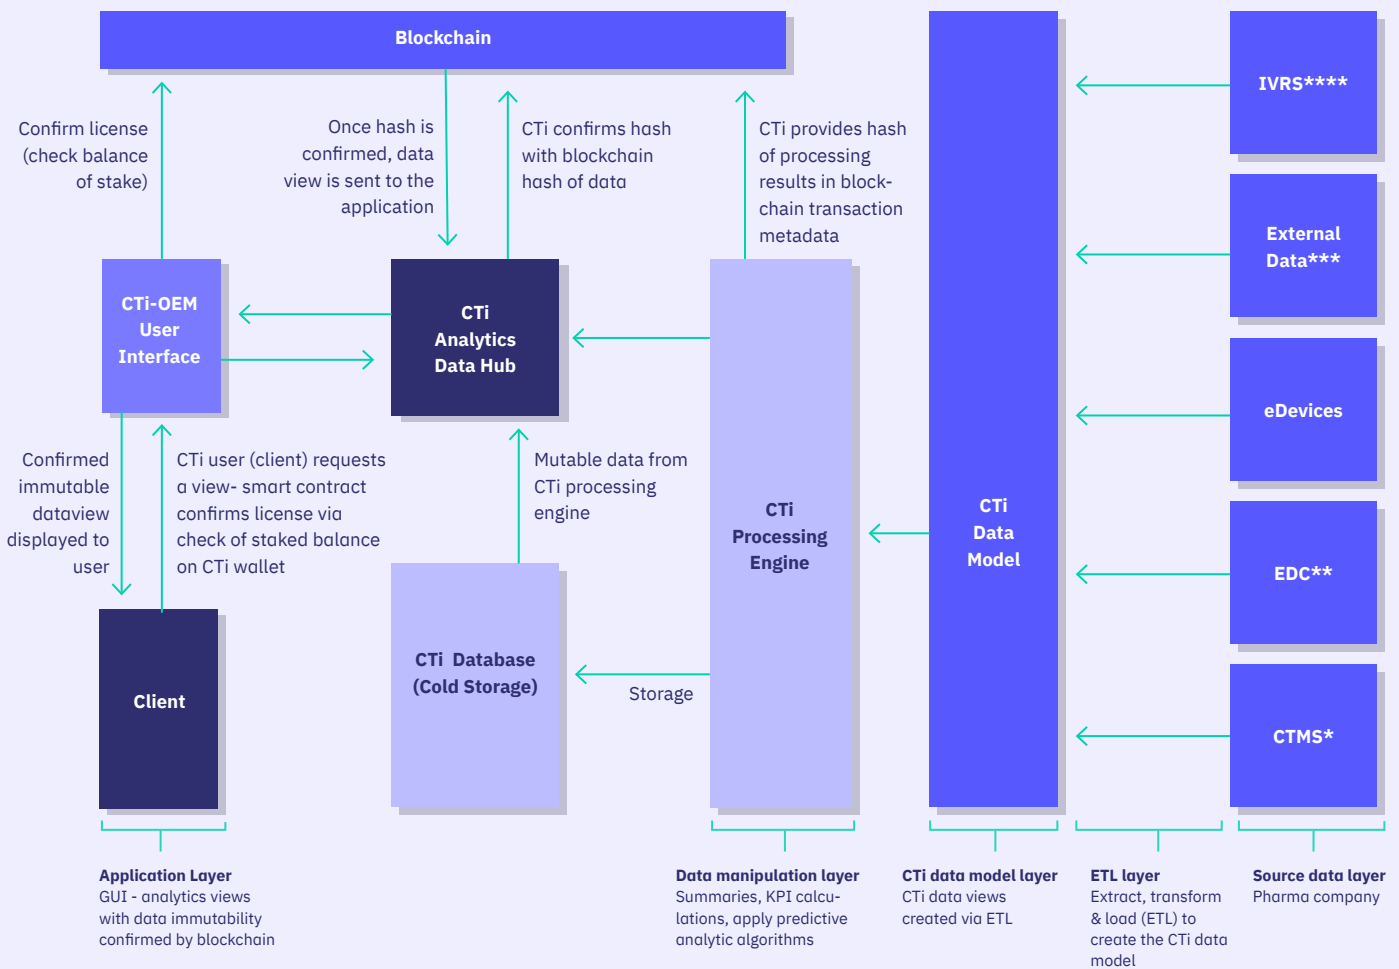 Blockchain
Confirm license
(check balance
of stake)
Once hash is
confirmed, data
view is sent to the
application
CTi confirms hash
with blockchain
hash of data
CTi provides hash
of processing
results in block-
chain transaction
metadata
CTi-OEM
User
Interface
CTi
Analytics
Data Hub
Confirmed
immutable
dataview
displayed to
user
CTi user (client) requests
a view- smart contract
confirms license via
check of staked balance
on CTi wallet
Mutable data from
CTi processing
engine
Client
CTi Database
(Cold Storage)
Storage
CTi
Processing
Engine
CTi
Data
Model
IVRS****
External
Data***
eDevices
EDC**
CTMS*
Application Layer
GUI - analytics views
with data immutability
confirmed by blockchain
Data manipulation layer
Summaries, KPI calcu-
lations, apply predictive
analytic algorithms
CTi data model layer
CTi data views
created via ETL
ETL layer
Extract, transform
& load (ETL) to
create the CTi data
model
Source data layer
Pharma company